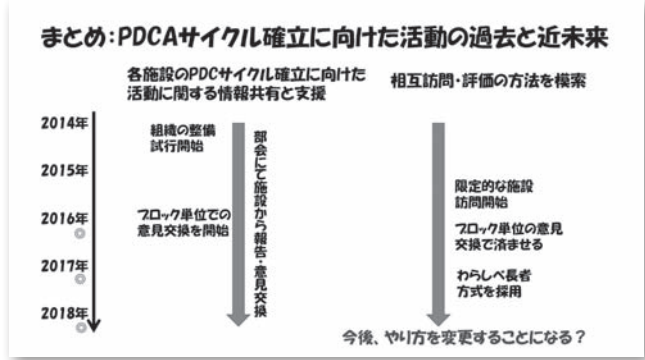 まとめ:PDCAサイクル確立に向けた活動の過去と近未来
各施設のPDCサイクル確立に向けた
活動に関する情報共有と支援
相互訪問・評価の方法を模索
2014年
2015年
2016年
◎
2017年
◎
2018年
◎
組織の整備
試行開始
ブロック単位での
意見交換を開始
部会にて施設から報告・意見交換
限定的な施設
訪問開始
ブロック単位の意見
交換で済ませる
わらしべ長者
方式を採用
今後、やり方を変更することになる?